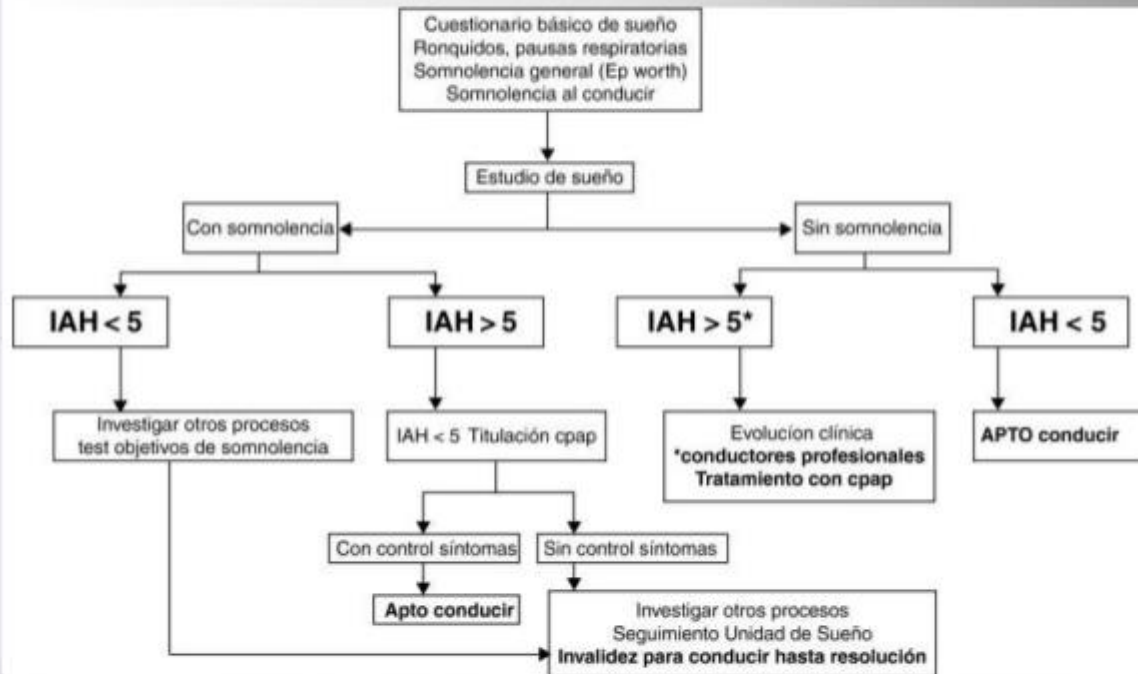 Cuestionario básico de sueño
Ronquidos, pausas respiratorias
Somnolencia general (Ep worth)
Somnolencia al conducir
Estudio de sueño
Con somnolencia
Sin somnolencia
IAH < 5
IAH > 5
IAH > 5*
IAH < 5
Investigar otros procesos
test objetivos de somnolencia
IAH < 5 Titulación cpap
Evolucíon clínica
*conductores profesionales
Tratamiento con cpap
APTO conducir
Con control síntomas
Sin control síntomas
Apto conducir
Investigar otros procesos
Seguimiento Unidad de Sueño
Invalidez para conducir hasta resolución